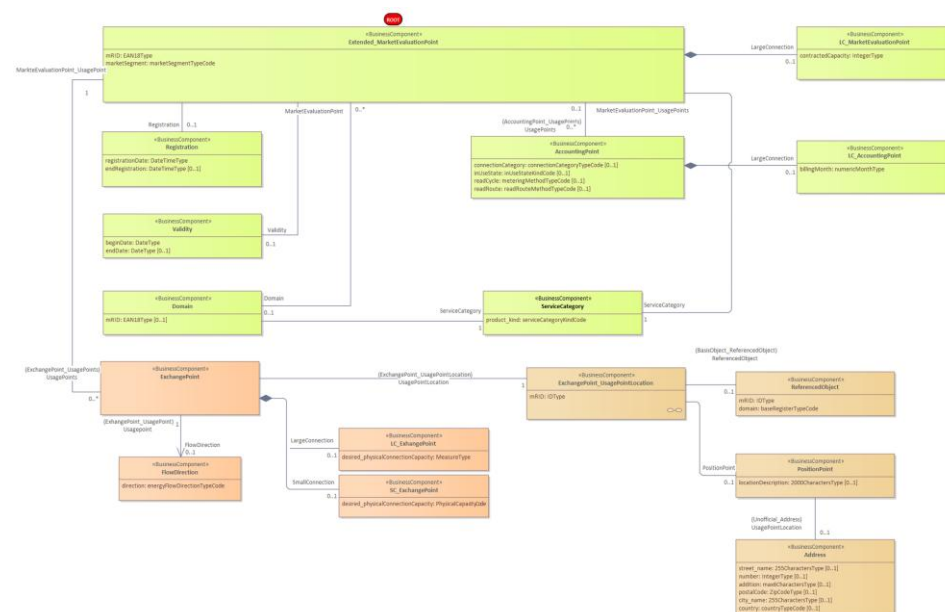 ROOT
«BusinessComponent»
Extended_MarketEvaluationPoint
mRID: EAN18Type
marketSegment: marketSegmentTypeCode
LargeConnection
0..1
«BusinessComponent»
LC_MarketEvaluationPoint
contractedCapacity: integerType
MarkteEvaluationPoint_UsagePoint
1
MarketEvaluationPoint
0..*
0..1
MarketEvaluationPoint_UsagePoints
Registration
0..1
{AccountingPoint_UsagePoints}
UsagePoints
0..*
«BusinessComponent»
Registration
registrationDate: DateTimeType
endRegistration: DateTimeType [0..1]
«BusinessComponent»
AccountingPoint
connectionCategory: connectionCategoryTypeCode [0..1]
inUseState: inUseStateKindCode [0..1]
readCycle: meteringMethodTypeCode [0..1]
readRoute: readRouteMethodTypeCode [0..1]
LargeConnection
0..1
«BusinessComponent»
LC_AccountingPoint
billingMonth: numericMonthType
«BusinessComponent»
Validity
beginDate: DateType
endDate: DateType [0..1]
Validity
0..1
«BusinessComponent»
Domain
mRID: EAN18Type [0..1]
Domain
0..1
ServiceCategory
1
«BusinessComponent»
ServiceCategory
product_kind: serviceCategoryKindCode
ServiceCategory
1
{ExchangePoint_UsagePoints}
UsagePoints
0..*
«BusinessComponent»
ExchangePoint
{ExchangePoint_UsagePointLocation}
UsagePointLocation
1
«BusinessComponent»
ExchangePoint_UsagePointLocation
mRID: IDType
{BasisObject_ReferencedObject}
ReferencedObject
0..1
«BusinessComponent»
ReferencedObject
mRID: IDType
domain: baseRegisterTypeCode
{ExhangePoint_UsagePoint}
Usagepoint
1
FlowDirection
0..1
«BusinessComponent»
FlowDirection
direction: energyFlowDirectionTypeCode
LargeConnection
0..1
«BusinessComponent»
LC_ExhangePoint
desired_physicalConnectionCapacity: MeasureType
SmallConnection
0..1
«BusinessComponent»
SC_ExchangePoint
desired_physicalConnectionCapacity: PhysicalCapacityCode
PositionPoint
0..1
«BusinessComponent»
PositionPoint
locationDescription: 2000CharactersType [0..1]
{Unofficial_Address}
UsagePointLocation
0..1
«BusinessComponent»
Address
street_name: 255CharactersType [0..1]
number: integerType [0..1]
addition: max6CharactersType [0..1]
postalCode: ZipCodeType [0..1]
city_name: 255CharactersType [0..1]
country: countryTypeCode [0..1]